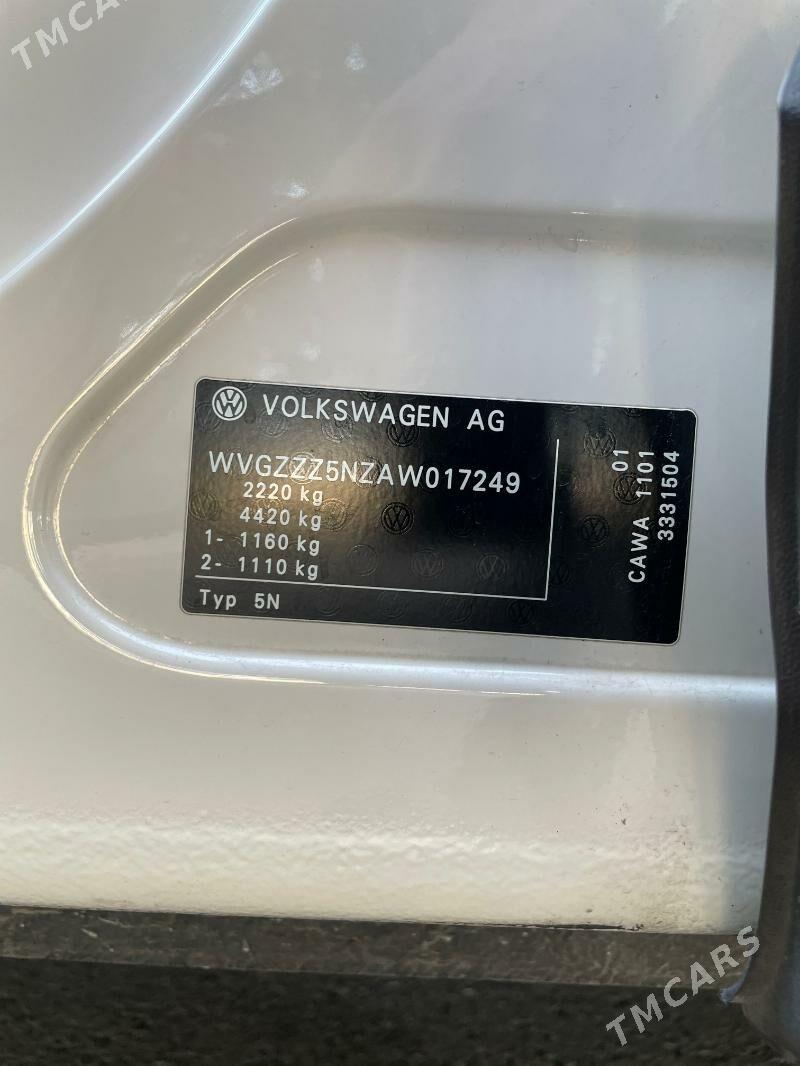 TMCARS
VOLKSWAGEN AG
WVGZZZ5NZAW017249
2220 kg
4420 kg
1- 1160 kg
2- 1110 kg
Typ 5N
01
CAWA 1101
3331504
TMCARS